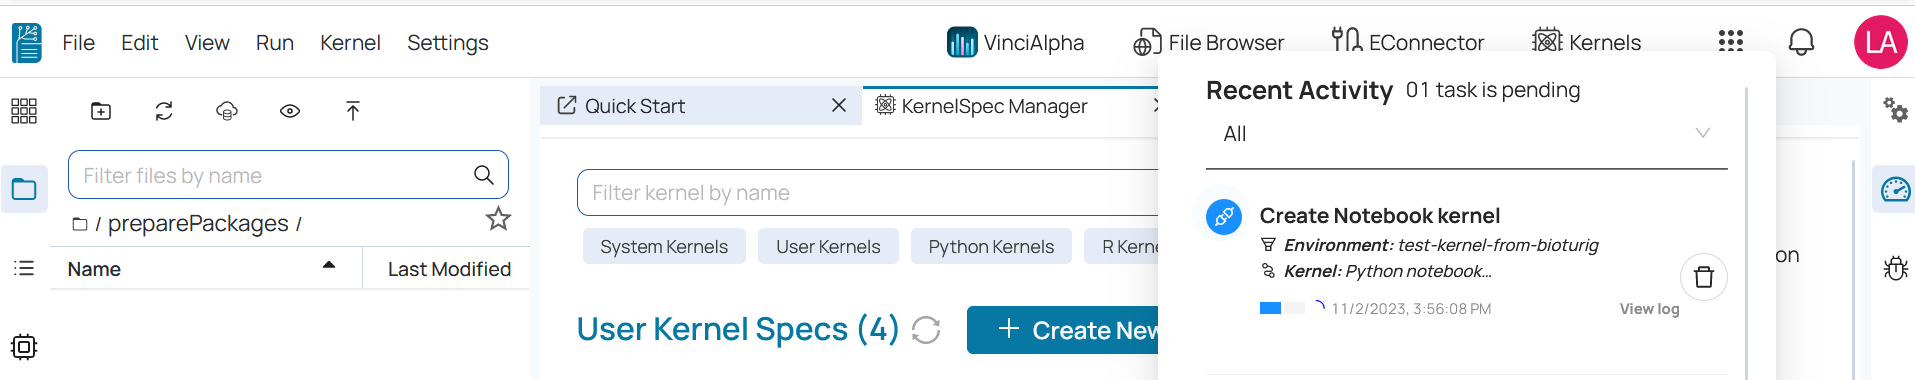 File Edit View Run Kernel Settings VinciAlpha File Browser EConnector Kernels LA
Quick Start KernelSpec Manager
Filter files by name
/ preparePackages /
Name Last Modified
Filter kernel by name
System Kernels User Kernels Python Kernels R Kerne
User Kernel Specs (4) + Create New
Recent Activity 01 task is pending
All
Create Notebook kernel
Environment: test-kernel-from-bioturig
Kernel: Python notebook...
11/2/2023, 3:56:08 PM View log
on